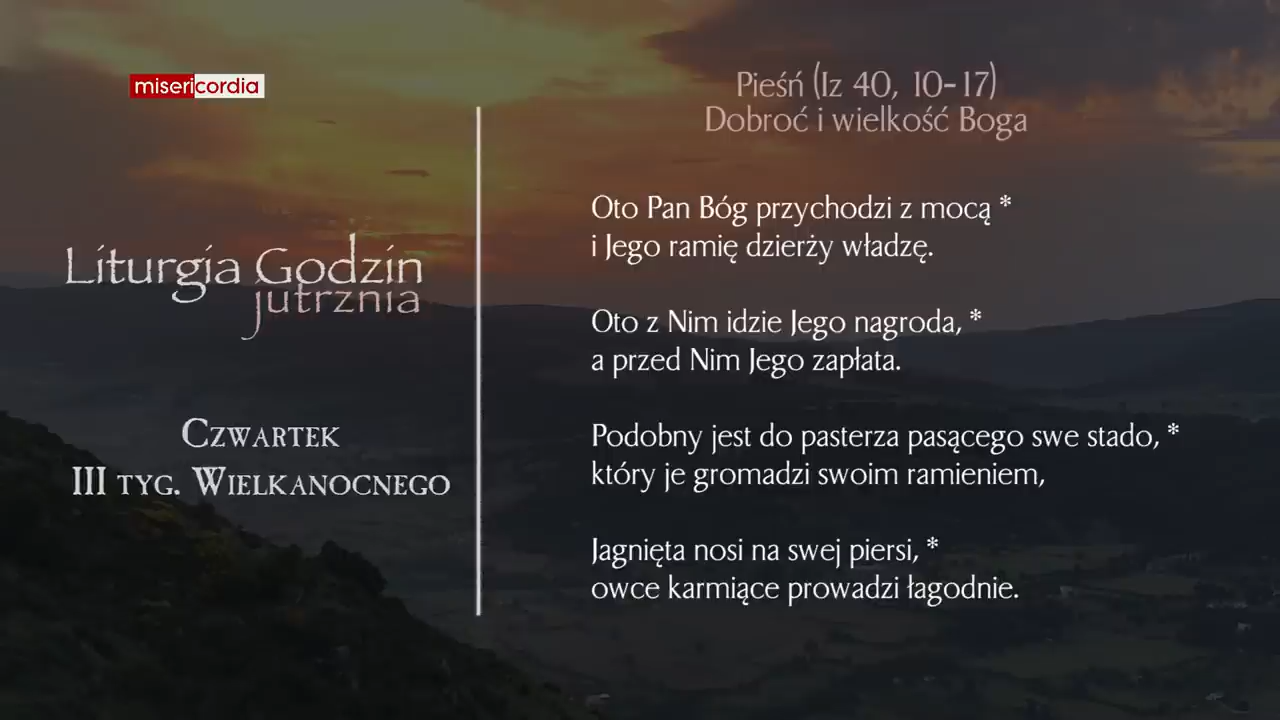 misericordia
Liturgia Godzin
jutrznia
Czwartek
III tyg. Wielkanocnego
Pieśń (Iz 40, 10-17)
Dobroć i wielkość Boga
Oto Pan Bóg przychodzi z mocą *
i Jego ramię dzierży władzę.
Oto z Nim idzie Jego nagroda, *
a przed Nim Jego zapłata.
Podobny jest do pasterza pasącego swe stado, *
który je gromadzi swoim ramieniem,
Jagnięta nosi na swej piersi, *
owce karmiące prowadzi łagodnie.